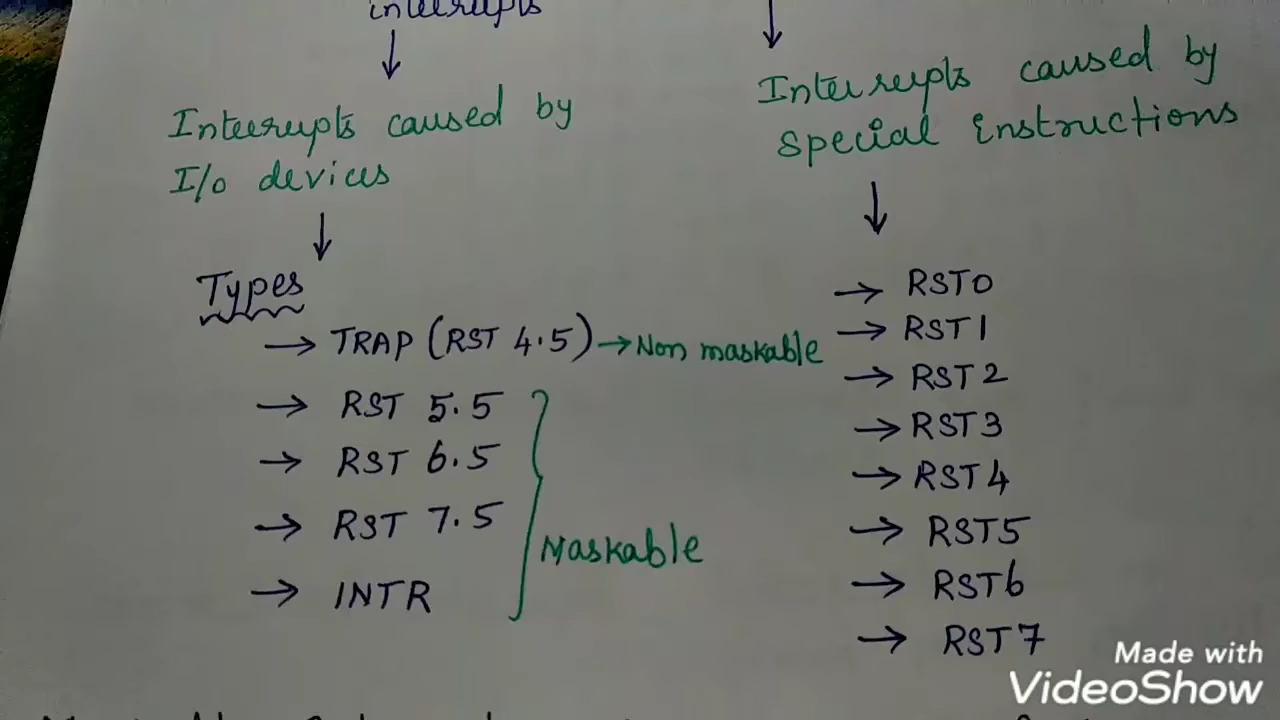 interrupts
Interrupts caused by
I/o devices
Types
→ TRAP (RST 4.5) → Non maskable
→ RST 5.5
→ RST 6.5
→ RST 7.5
→ INTR
Maskable
Interrupts caused by
special instructions
→ RST0
→ RST1
→ RST2
→ RST3
→ RST4
→ RST5
→ RST6
→ RST7
Made with
VideoShow